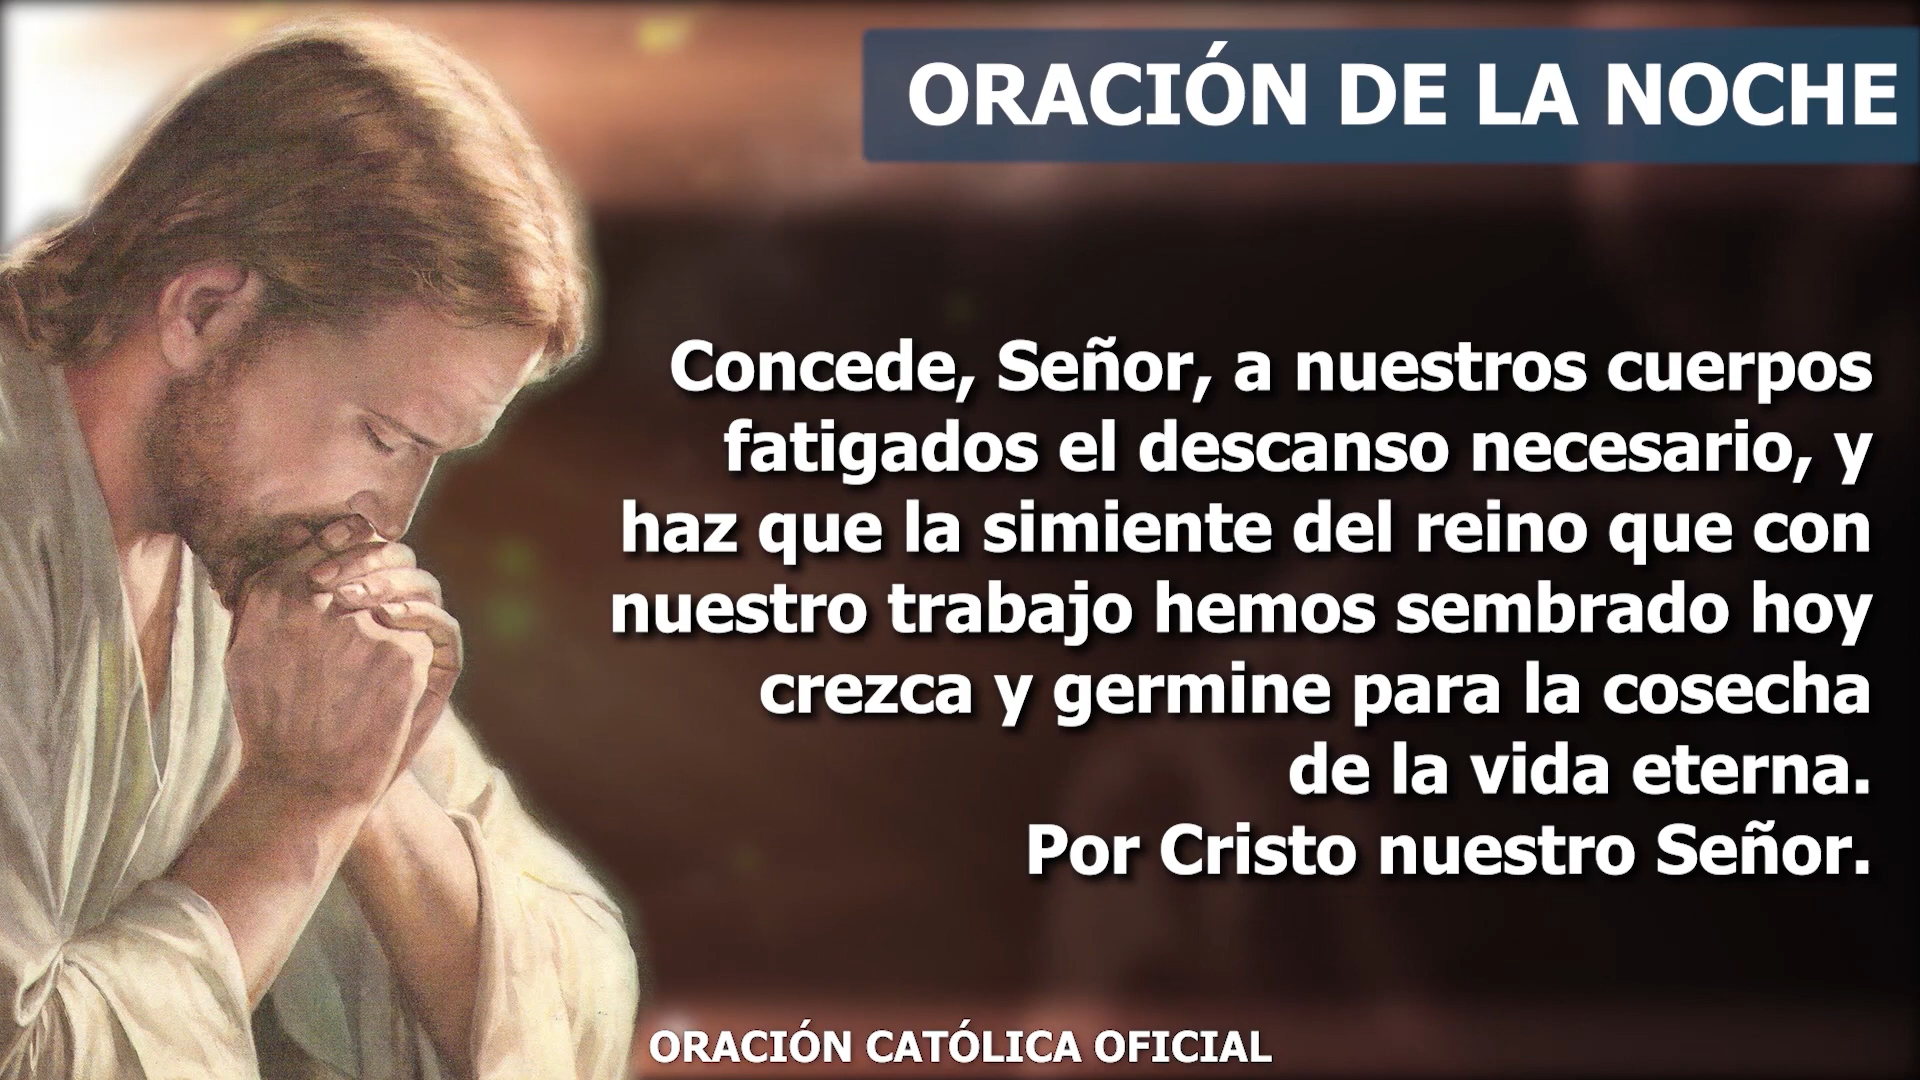 ORACIÓN DE LA NOCHE
Concede, Señor, a nuestros cuerpos
fatigados el descanso necesario, y
haz que la simiente del reino que con
nuestro trabajo hemos sembrado hoy
crezca y germine para la cosecha
de la vida eterna.
Por Cristo nuestro Señor.
ORACIÓN CATÓLICA OFICIAL